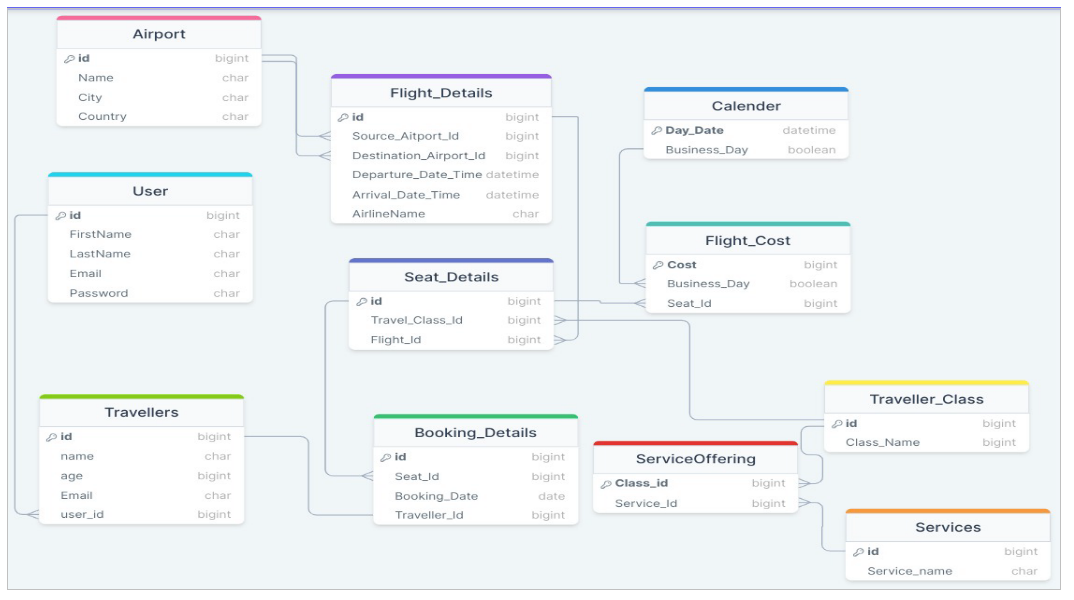 Airport
id bigint
Name char
City char
Country char
Flight_Details
id bigint
Source_Aitport_Id bigint
Destination_Airport_Id bigint
Departure_Date_Time datetime
Arrival_Date_Time datetime
AirlineName char
Calender
Day_Date datetime
Business_Day boolean
User
id bigint
FirstName char
LastName char
Email char
Password char
Seat_Details
id bigint
Travel_Class_Id bigint
Flight_Id bigint
Flight_Cost
Cost bigint
Business_Day boolean
Seat_Id bigint
Travellers
id bigint
name char
age bigint
Email char
user_id bigint
Booking_Details
id bigint
Seat_Id bigint
Booking_Date date
Traveller_Id bigint
ServiceOffering
Class_id bigint
Service_Id bigint
Traveller_Class
id bigint
Class_Name bigint
Services
id bigint
Service_name char